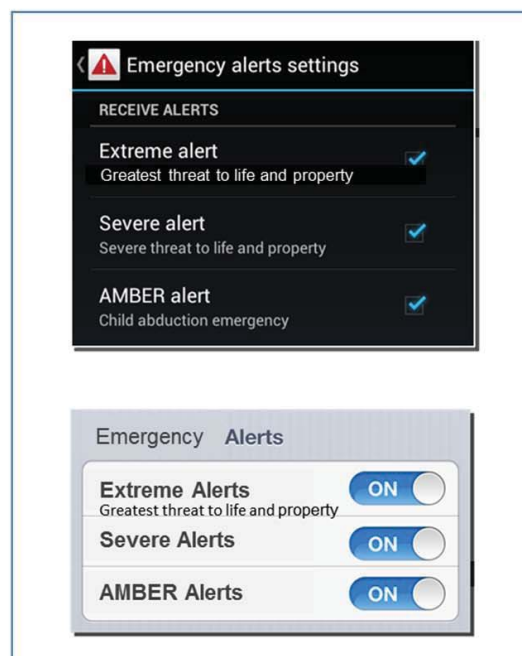 Emergency alerts settings
RECEIVE ALERTS
Extreme alert
Greatest threat to life and property
Severe alert
Severe threat to life and property
AMBER alert
Child abduction emergency
Emergency Alerts
Extreme Alerts ON
Greatest threat to life and property
Severe Alerts ON
AMBER Alerts ON